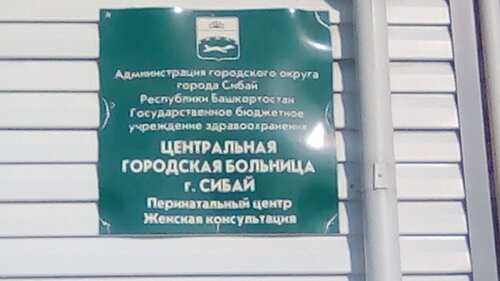 Администрация городского округа
города Сибай
Республики Башкортостан
Государственное бюджетное
учреждение здравоохранения
ЦЕНТРАЛЬНАЯ
ГОРОДСКАЯ БОЛЬНИЦА
г. СИБАЙ
Перинатальный центр
Женская консультация